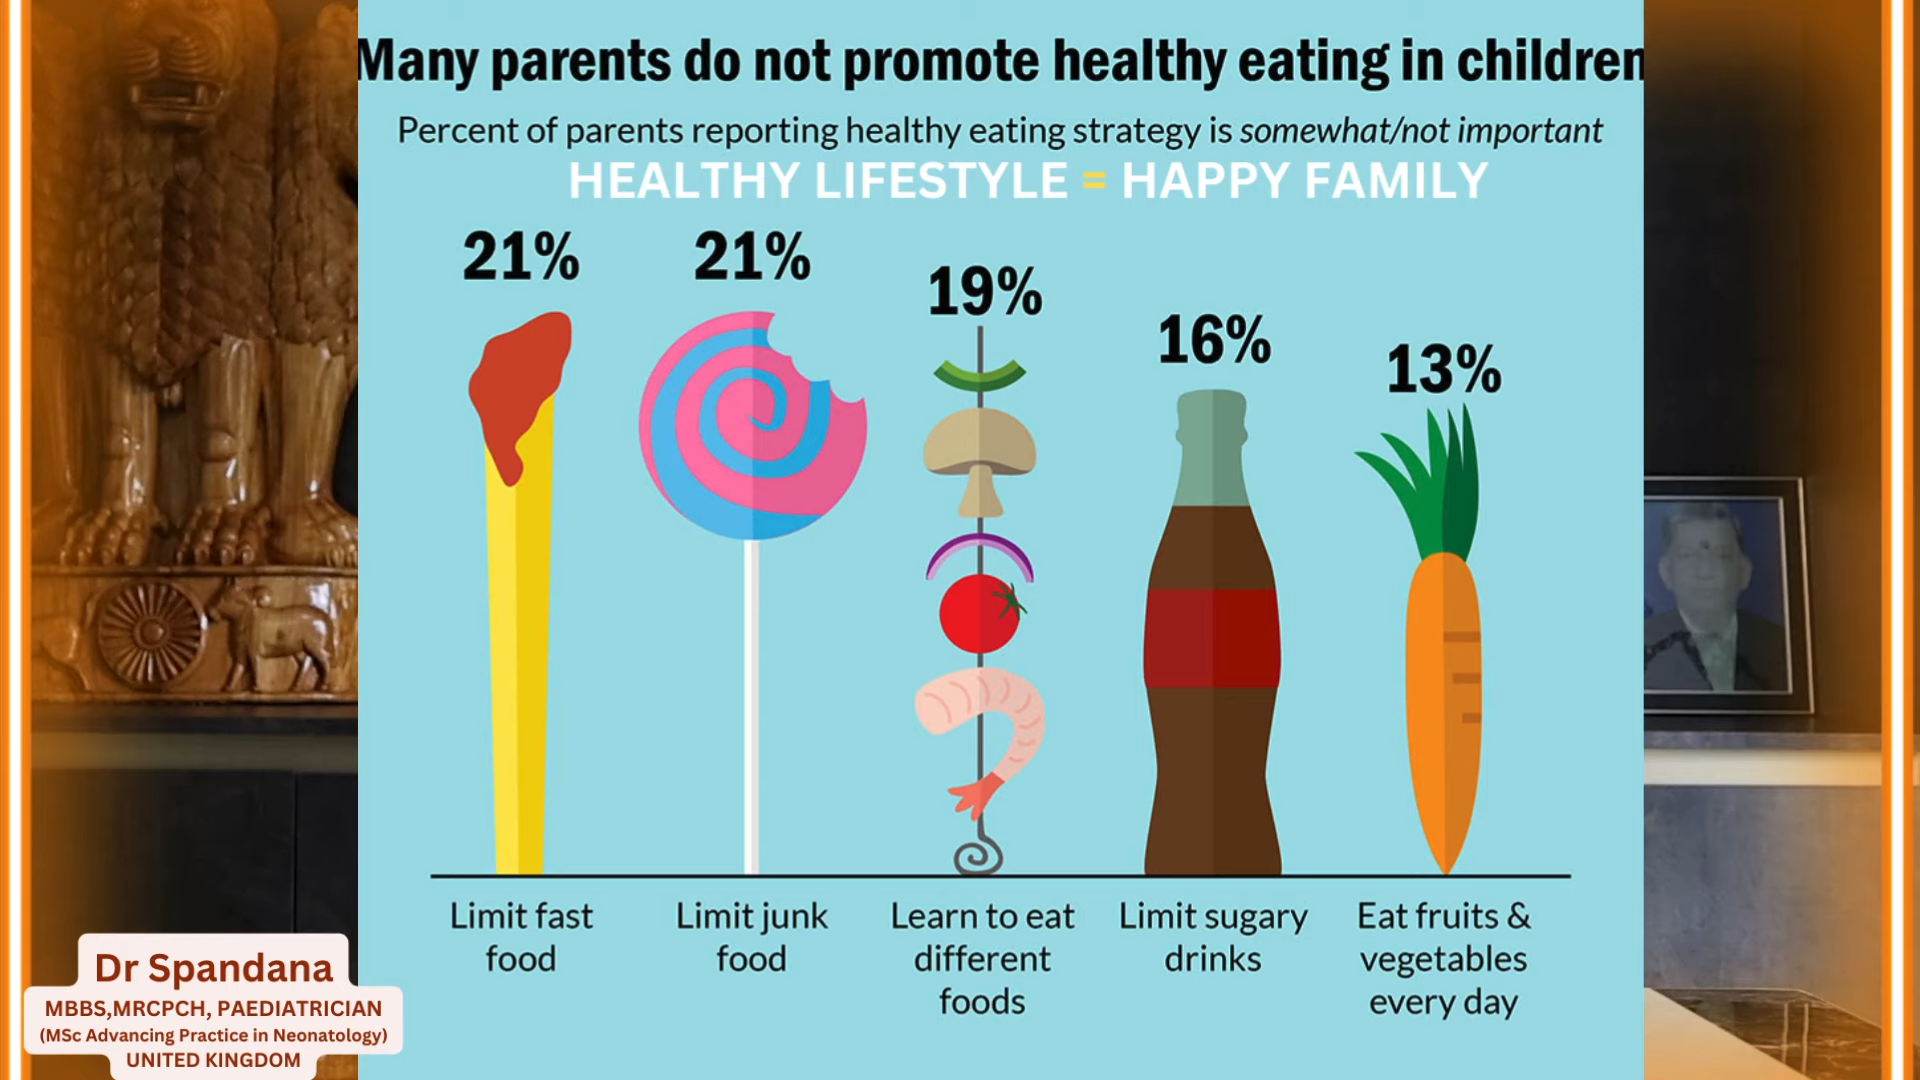 Many parents do not promote healthy eating in children
Percent of parents reporting healthy eating strategy is somewhat/not important
HEALTHY LIFESTYLE = HAPPY FAMILY
21%
21%
19%
16%
13%
Limit fast
food
Limit junk
food
Learn to eat
different
foods
Limit sugary
drinks
Eat fruits &
vegetables
every day
Dr Spandana
MBBS,MRCPCH, PAEDIATRICIAN
(MSc Advancing Practice in Neonatology)
UNITED KINGDOM